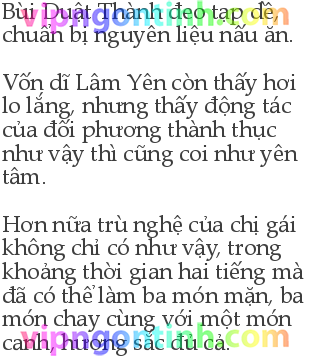 Bùi Duật Thành đeo tạp dề,
chuẩn bị nguyên liệu nấu ăn.
Vốn dĩ Lâm Yên còn thấy hơi
lo lắng, nhưng thấy động tác
của đối phương thành thục
như vậy thì cũng coi như yên
tâm.
Hơn nữa trù nghệ của chị gái
không chỉ có như vậy, trong
khoảng thời gian hai tiếng mà
đã có thể làm ba món mặn, ba
món chay cùng với một món
canh, hương sắc đủ cả.
vipngontinh.com
vipngontinh.com
vipngontinh.com